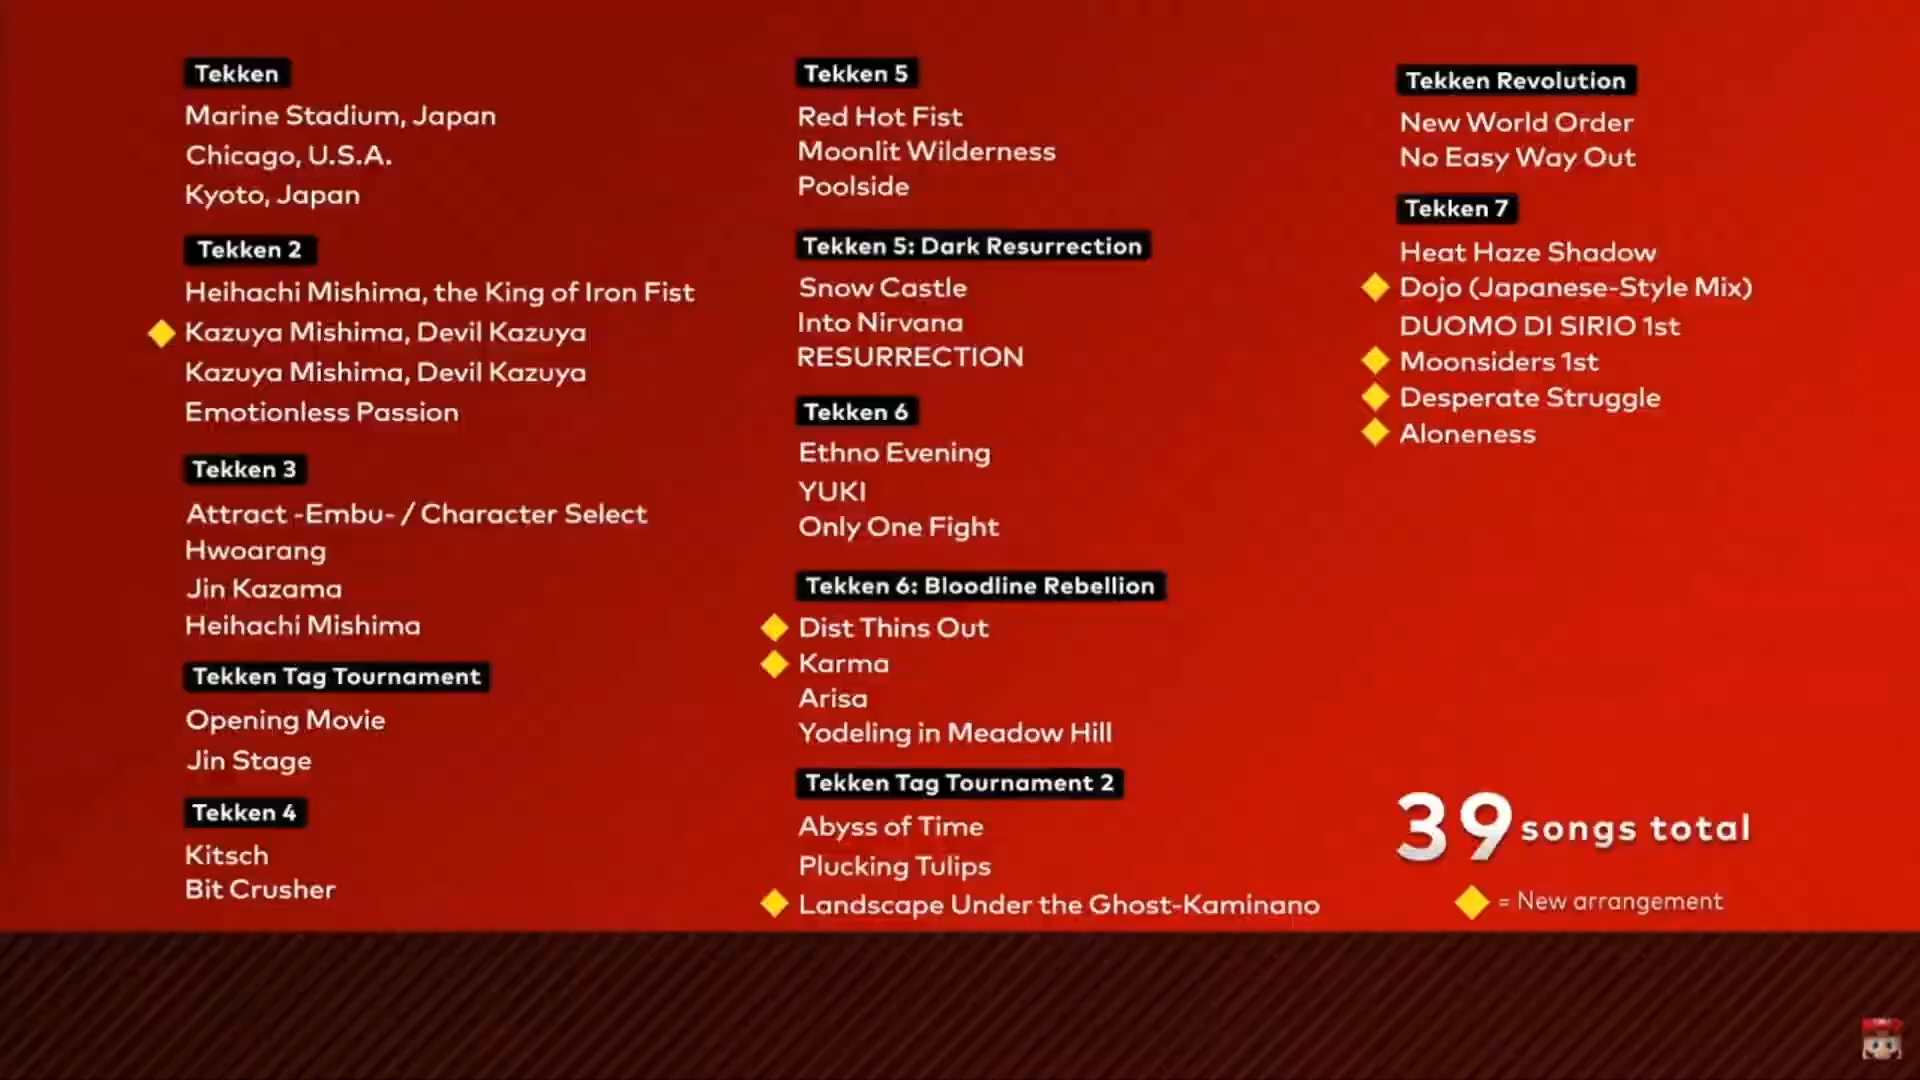 Tekken
Marine Stadium, Japan
Chicago, U.S.A.
Kyoto, Japan
Tekken 2
Heihachi Mishima, the King of Iron Fist
Kazuya Mishima, Devil Kazuya
Kazuya Mishima, Devil Kazuya
Emotionless Passion
Tekken 3
Attract -Embu- / Character Select
Hwoarang
Jin Kazama
Heihachi Mishima
Tekken Tag Tournament
Opening Movie
Jin Stage
Tekken 4
Kitsch
Bit Crusher
Tekken 5
Red Hot Fist
Moonlit Wilderness
Poolside
Tekken 5: Dark Resurrection
Snow Castle
Into Nirvana
RESURRECTION
Tekken 6
Ethno Evening
YUKI
Only One Fight
Tekken 6: Bloodline Rebellion
Dist Thins Out
Karma
Arisa
Yodeling in Meadow Hill
Tekken Tag Tournament 2
Abyss of Time
Plucking Tulips
Landscape Under the Ghost-Kaminano
Tekken Revolution
New World Order
No Easy Way Out
Tekken 7
Heat Haze Shadow
Dojo (Japanese-Style Mix)
DUOMO DI SIRIO 1st
Moonsiders 1st
Desperate Struggle
Aloneness
39 songs total
= New arrangement